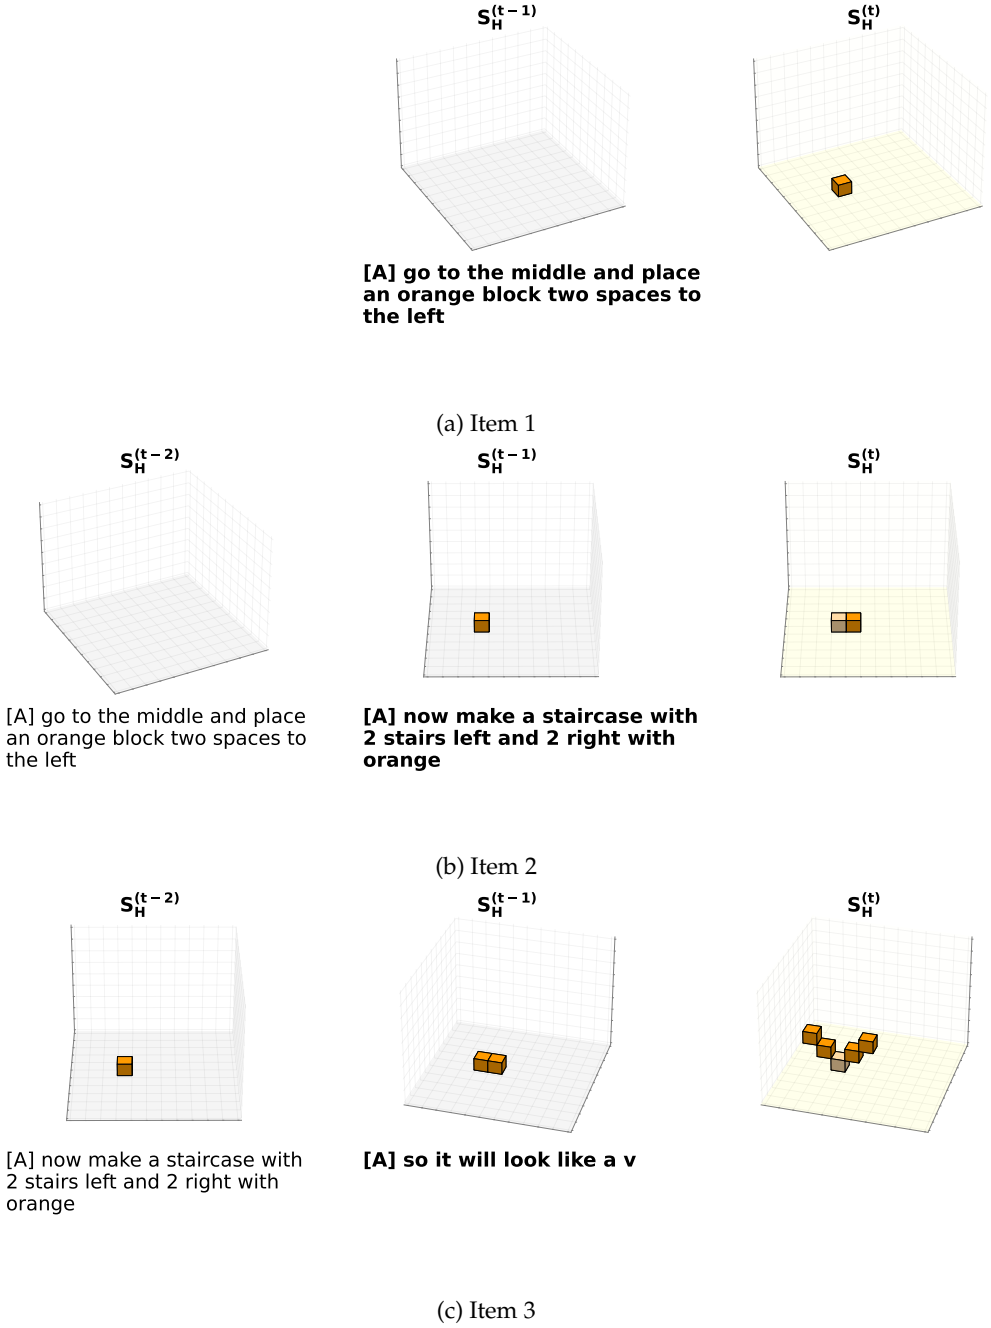 S_H^(t−1) S_H^(t)
[A] go to the middle and place
an orange block two spaces to
the left
(a) Item 1
S_H^(t−2) S_H^(t−1) S_H^(t)
[A] go to the middle and place
an orange block two spaces to
the left
[A] now make a staircase with
2 stairs left and 2 right with
orange
(b) Item 2
S_H^(t−2) S_H^(t−1) S_H^(t)
[A] now make a staircase with
2 stairs left and 2 right with
orange
[A] so it will look like a v
(c) Item 3